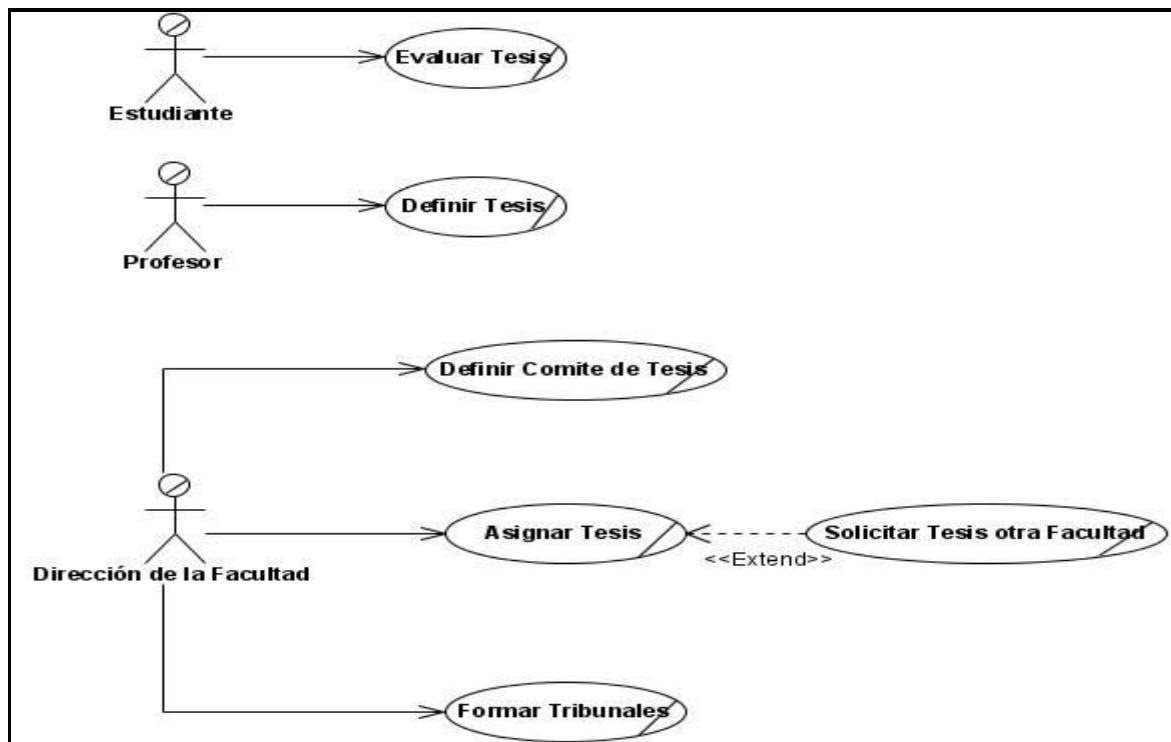 Evaluar Tesis
Estudiante
Definir Tesis
Profesor
Definir Comite de Tesis
Asignar Tesis
Solicitar Tesis otra Facultad
<<Extend>>
Dirección de la Facultad
Formar Tribunales